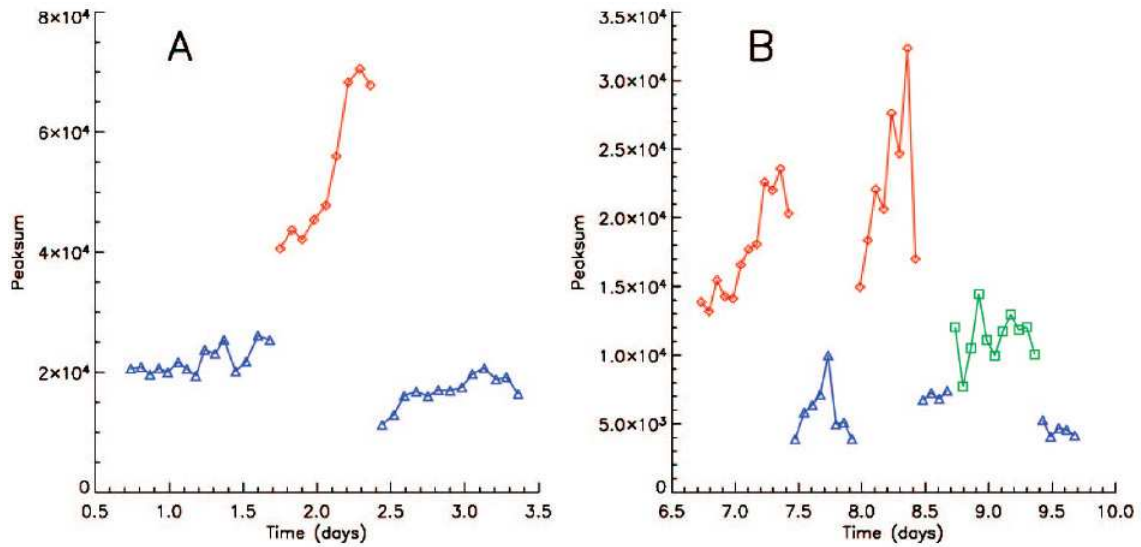 A
Peaksum
8×10⁴
6×10⁴
4×10⁴
2×10⁴
0
0.5 1.0 1.5 2.0 2.5 3.0 3.5
Time (days)
B
Peaksum
3.5×10⁴
3.0×10⁴
2.5×10⁴
2.0×10⁴
1.5×10⁴
1.0×10⁴
5.0×10³
0
6.5 7.0 7.5 8.0 8.5 9.0 9.5 10.0
Time (days)